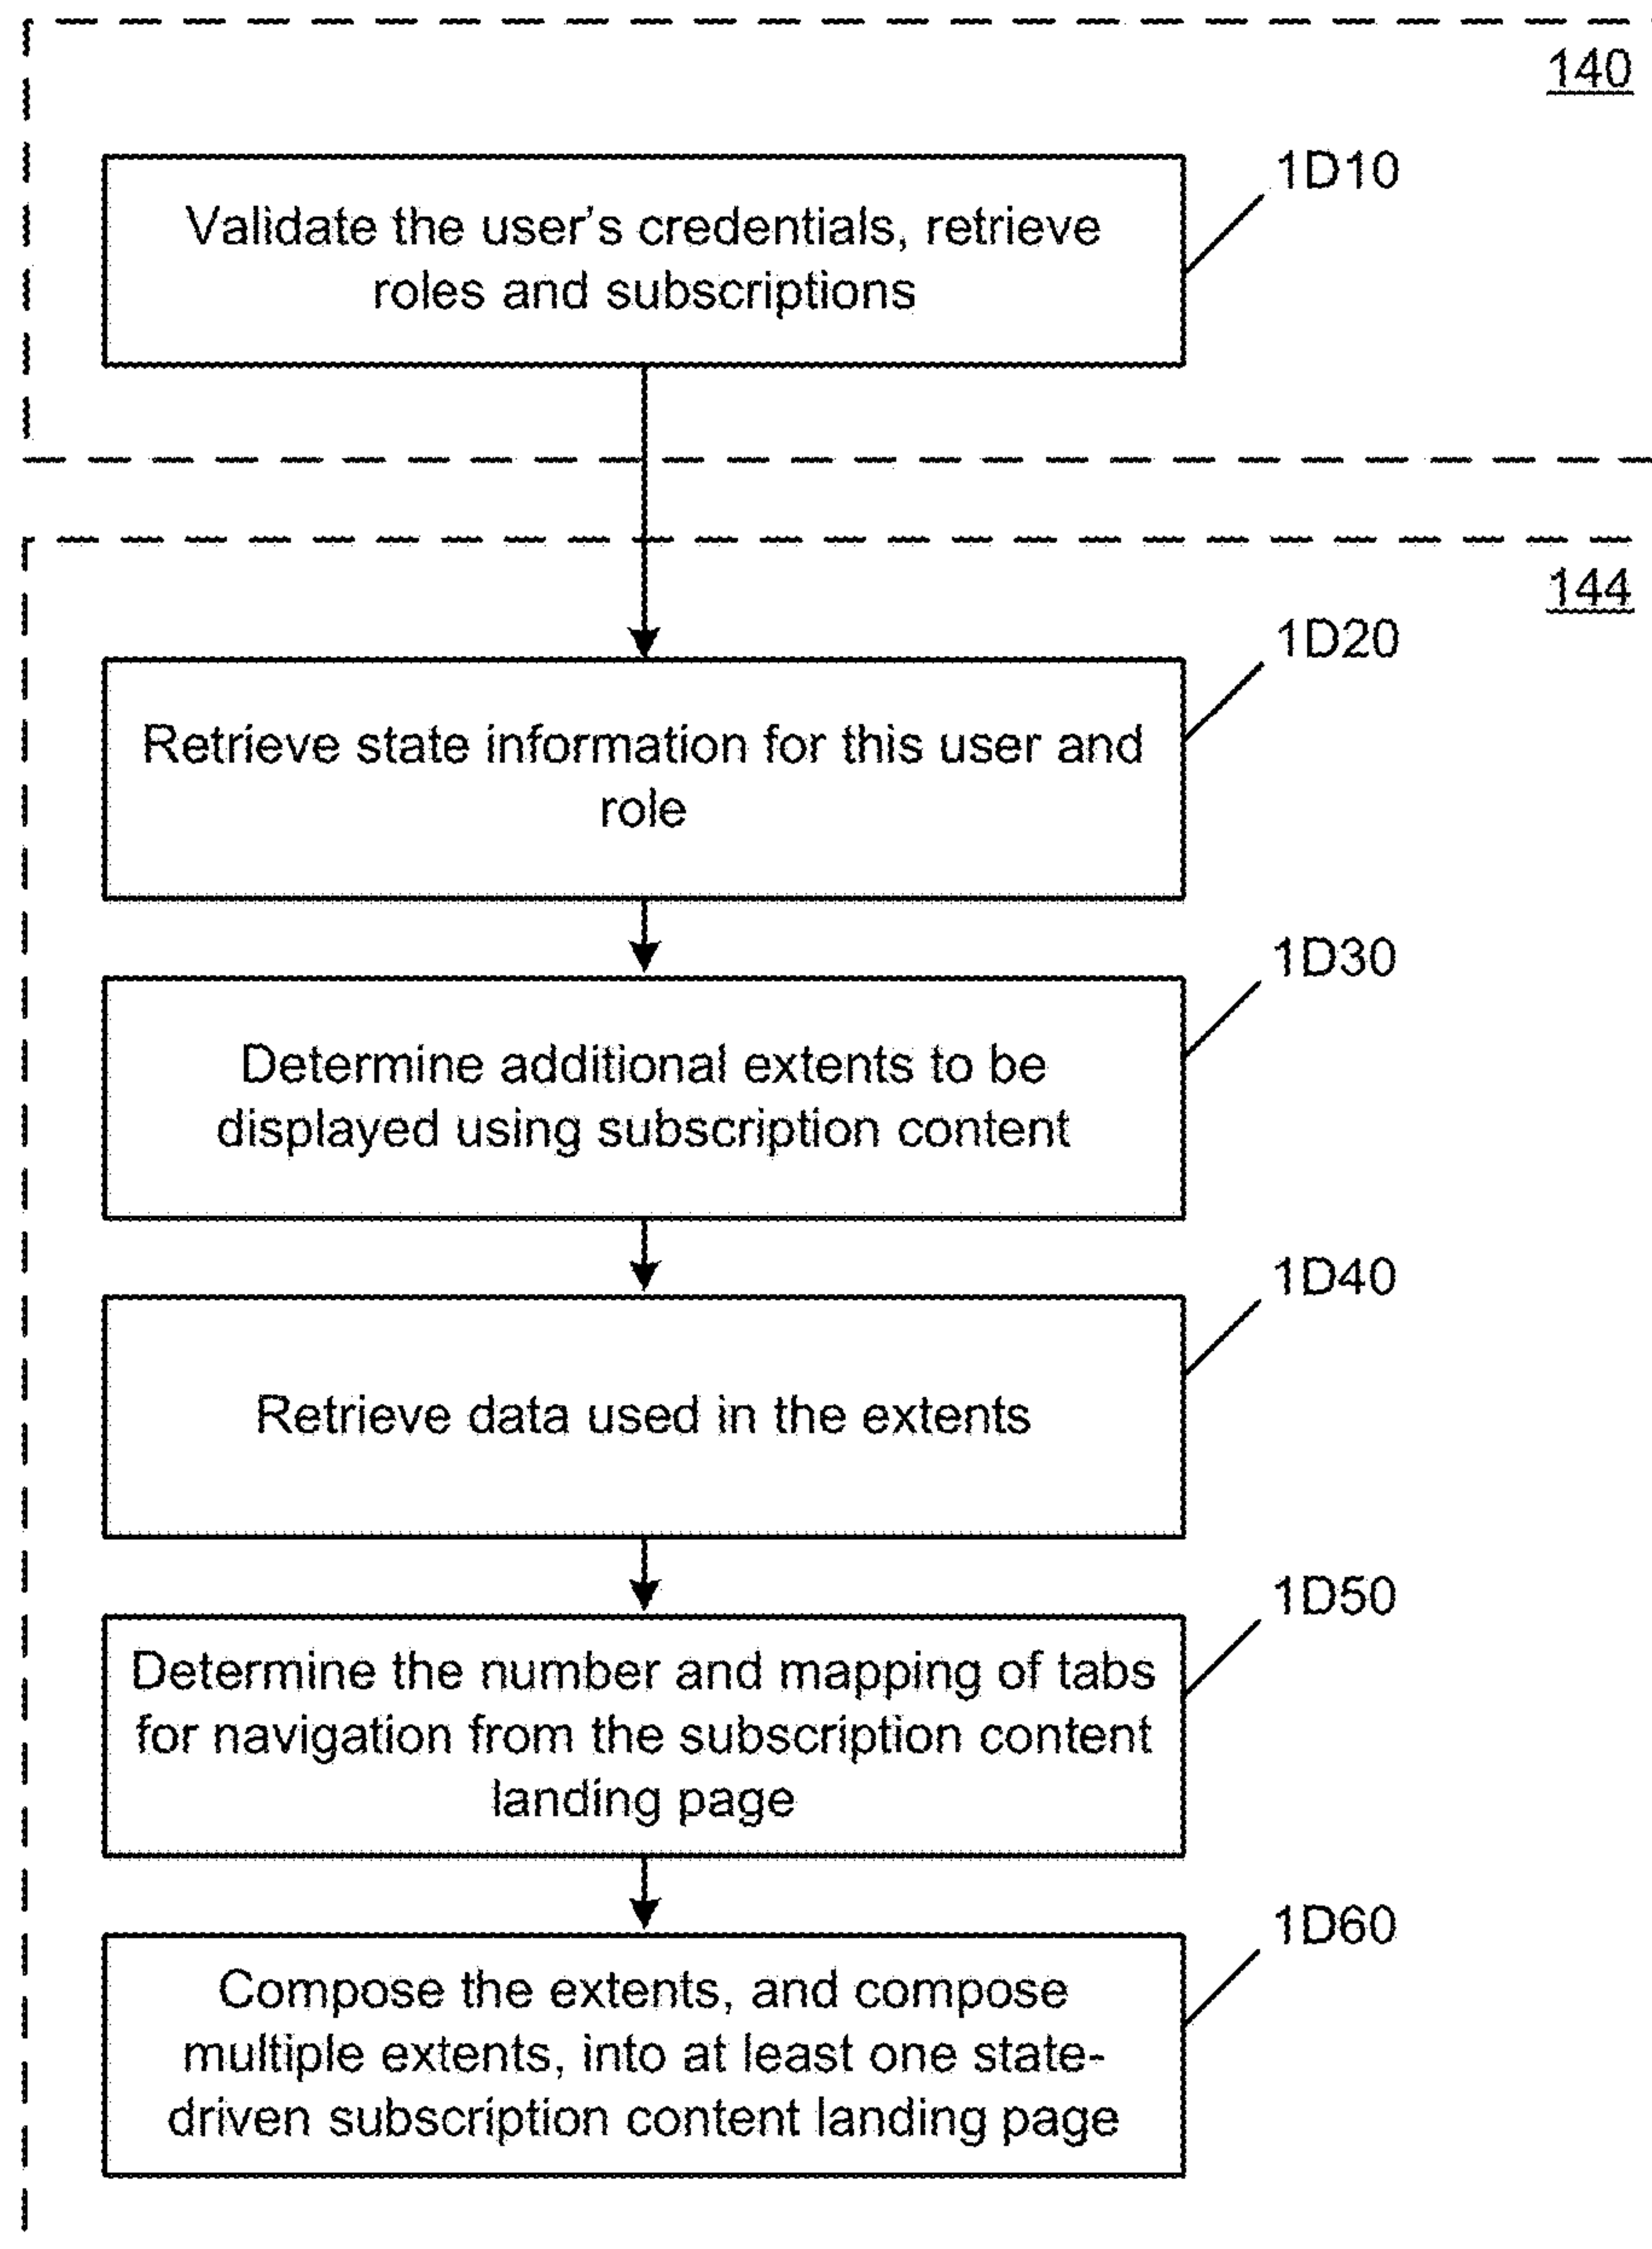 140
1D10
Validate the user's credentials, retrieve
roles and subscriptions
144
1D20
Retrieve state information for this user and
role
1D30
Determine additional extents to be
displayed using subscription content
1D40
Retrieve data used in the extents
1D50
Determine the number and mapping of tabs
for navigation from the subscription content
landing page
1D60
Compose the extents, and compose
multiple extents, into at least one state-
driven subscription content landing page